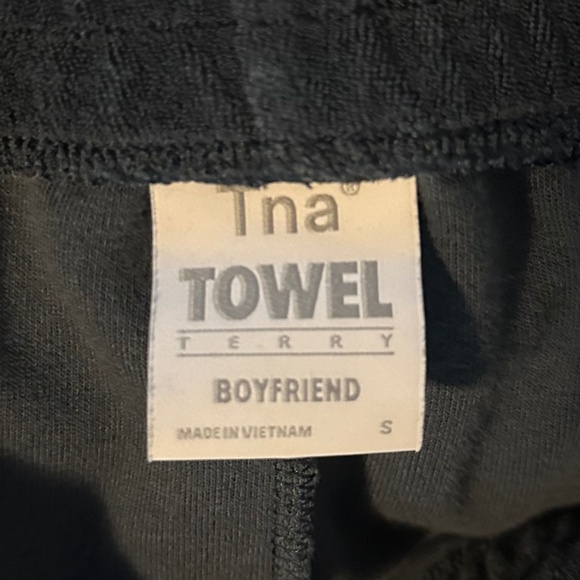 Tna®
TOWEL
TERRY
BOYFRIEND
MADE IN VIETNAM S